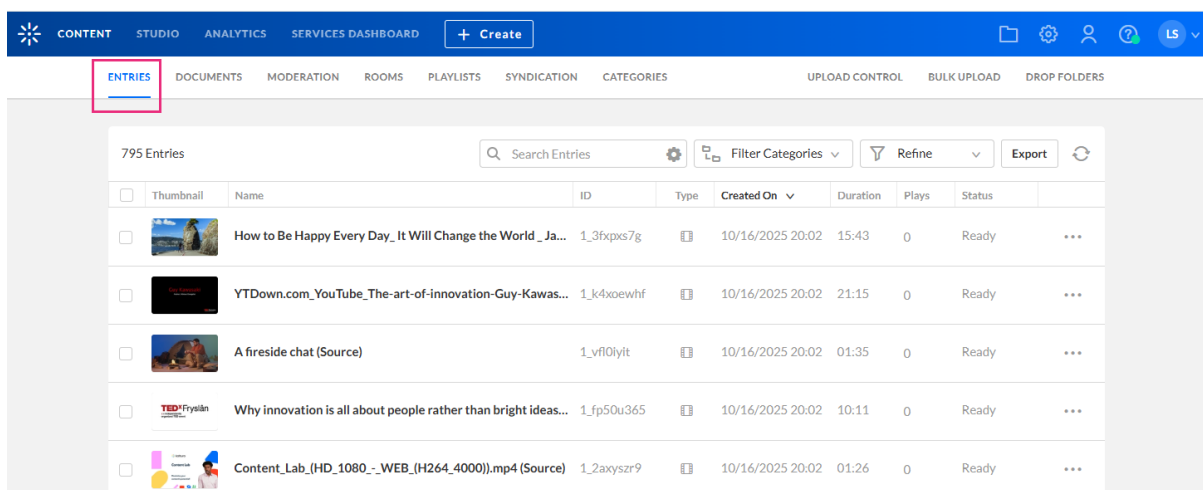 CONTENT STUDIO ANALYTICS SERVICES DASHBOARD + Create LS
ENTRIES DOCUMENTS MODERATION ROOMS PLAYLISTS SYNDICATION CATEGORIES UPLOAD CONTROL BULK UPLOAD DROP FOLDERS
795 Entries Search Entries Filter Categories Refine Export
Thumbnail Name ID Type Created On Duration Plays Status
How to Be Happy Every Day_ It Will Change the World _ Ja... 1_3fxpxs7g 10/16/2025 20:02 15:43 0 Ready
YTDown.com_YouTube_The-art-of-innovation-Guy-Kawas... 1_k4xoewhf 10/16/2025 20:02 21:15 0 Ready
A fireside chat (Source) 1_vfl0iyit 10/16/2025 20:02 01:35 0 Ready
TEDxFryslân Why innovation is all about people rather than bright ideas... 1_fp50u365 10/16/2025 20:02 10:11 0 Ready
Content_Lab_(HD_1080_-_WEB_(H264_4000)).mp4 (Source) 1_2axyszr9 10/16/2025 20:02 01:26 0 Ready